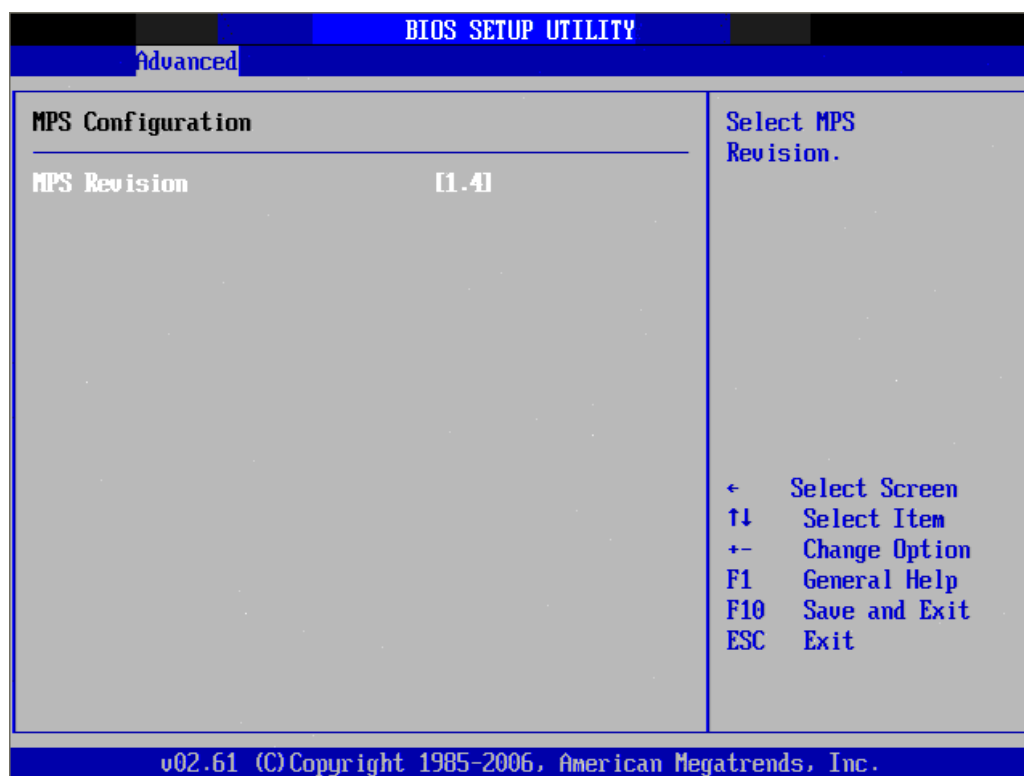 BIOS SETUP UTILITY
Advanced
MPS Configuration
MPS Revision [1.4]
Select MPS
Revision.
← Select Screen
↑↓ Select Item
+- Change Option
F1 General Help
F10 Save and Exit
ESC Exit
v02.61 (C)Copyright 1985-2006, American Megatrends, Inc.